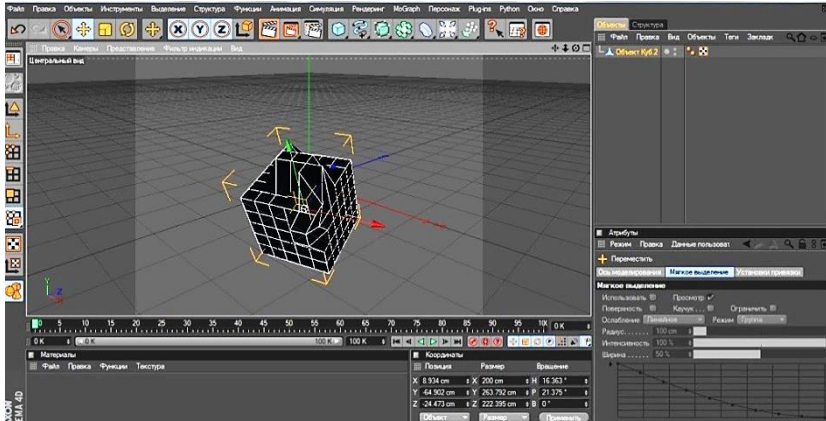 Файл Правка Объекты Инструменты Выделение Структура Функции Анимация Симуляция Рендеринг MoGraph Персонаж Plug-ins Python Окно Справка
Правка Камеры Представление Фильтр индикации Вид
Центральный вид
Объекты Структура
Файл Правка Вид Объекты Теги Закладк
Объект Куб.2
Y
Z
X
Атрибуты
Режим Правка Данные пользоват
Переместить
Ось моделирования Мягкое выделение Установки привязки
Мягкое выделение
Использовать Просмотр
Поверхность Каучук . . . Ограничить
Ослабление Линейное Режим Группа
Радиус . . . . . . 100 cm
Интенсивность 100 %
Ширина . . . . . 50 %
0 5 10 15 20 25 30 35 40 45 50 55 60 65 70 75 80 85 90 95 10( 0 K
0 K 0 K 100 K 100 K
Материалы
Файл Правка Функции Текстура
Координаты
Позиция Размер Вращение
X 8.934 cm X 200 cm H 16.363 °
Y -64.902 cm Y 263.792 cm P 21.375 °
Z -24.473 cm Z 222.395 cm B 0 °
Объект Размер Применить
XON
EMA 4D